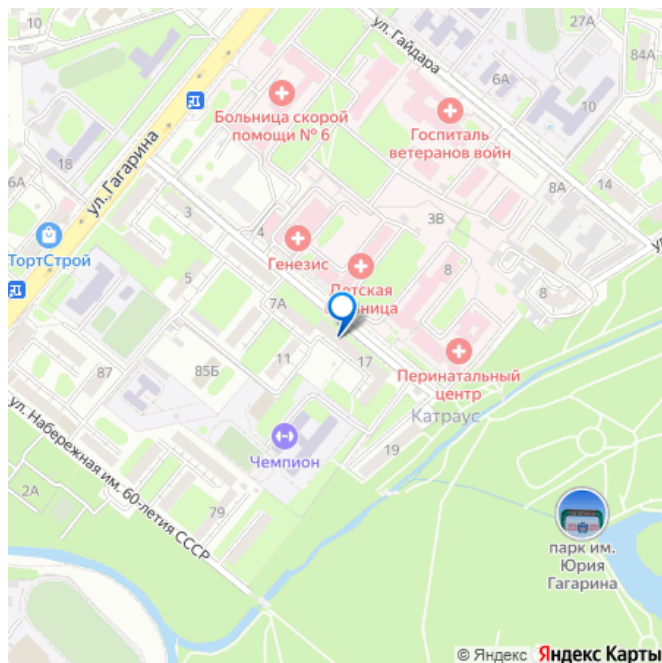 10
27А
84А
ул. Гайдара
6А
10
Больница скорой
помощи № 6
Госпиталь
ветеранов войн
18
ул. Гагарина
6А
3
4
3В
8А
14
ТортСтрой
Генезис
8
Детская
больница
8
5
7А
11
17
87
85Б
Перинатальный
центр
Катраус
ул. Набережная им. 60-летия СССР
Чемпион
19
2А
79
парк им.
Юрия
Гагарина
© Яндекс Яндекс Карты